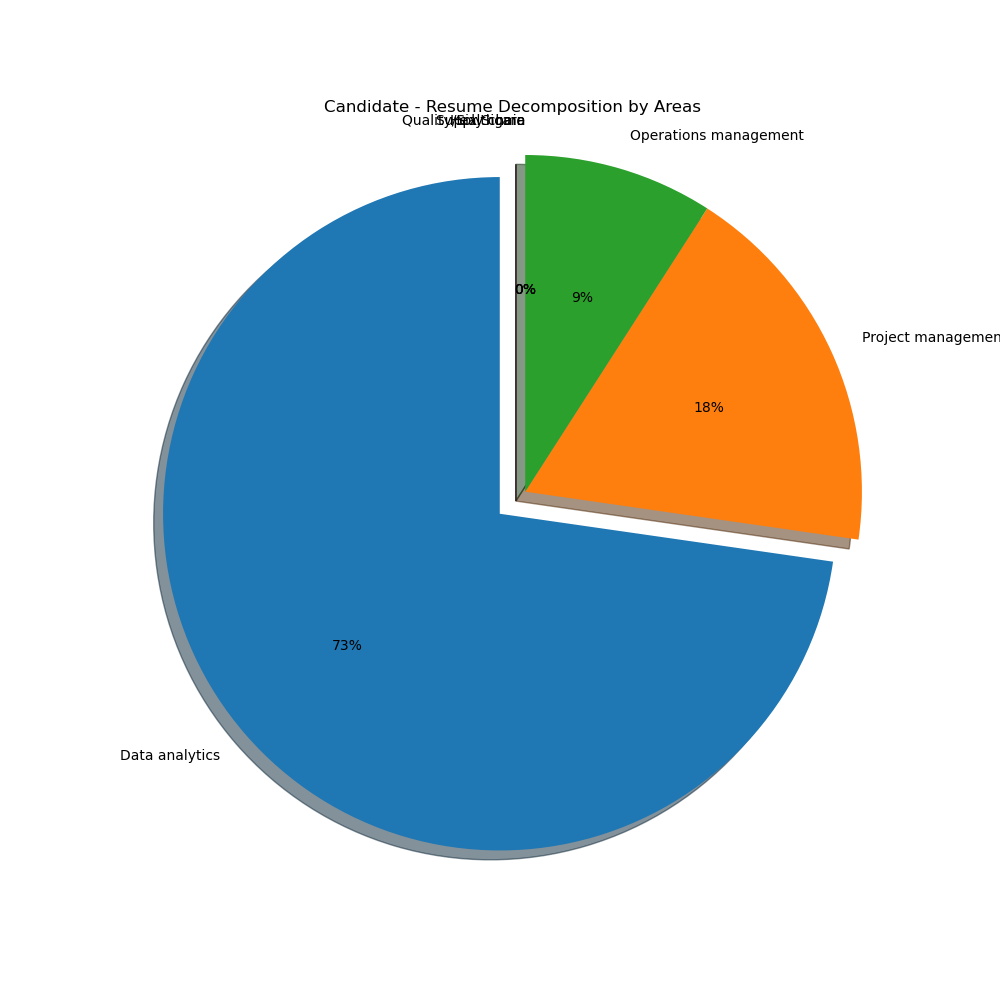 Candidate - Resume Decomposition by Areas
Operations management
0%
9%
Project managemen
18%
73%
Data analytics